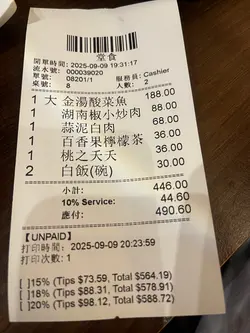 堂食
開單時間: 2025-09-09 19:31:17
流水號: 000039020
單號: 08201/1 服務員: Cashier
桌號: 8 人數: 2
1 大 金湯酸菜魚 188.00
1 湖南椒小炒肉 88.00
1 蒜泥白肉 68.00
1 百香果檸檬茶 36.00
1 桃之夭夭 36.00
2 白飯(碗) 30.00
小計: 446.00
10% Service: 44.60
應付: 490.60
【UNPAID】
打印時間: 2025-09-09 20:23:59
打印次數: 1
[ ]15% (Tips $73.59, Total $564.19)
[ ]18% (Tips $88.31, Total $578.91)
[ ]20% (Tips $98.12, Total $588.72)